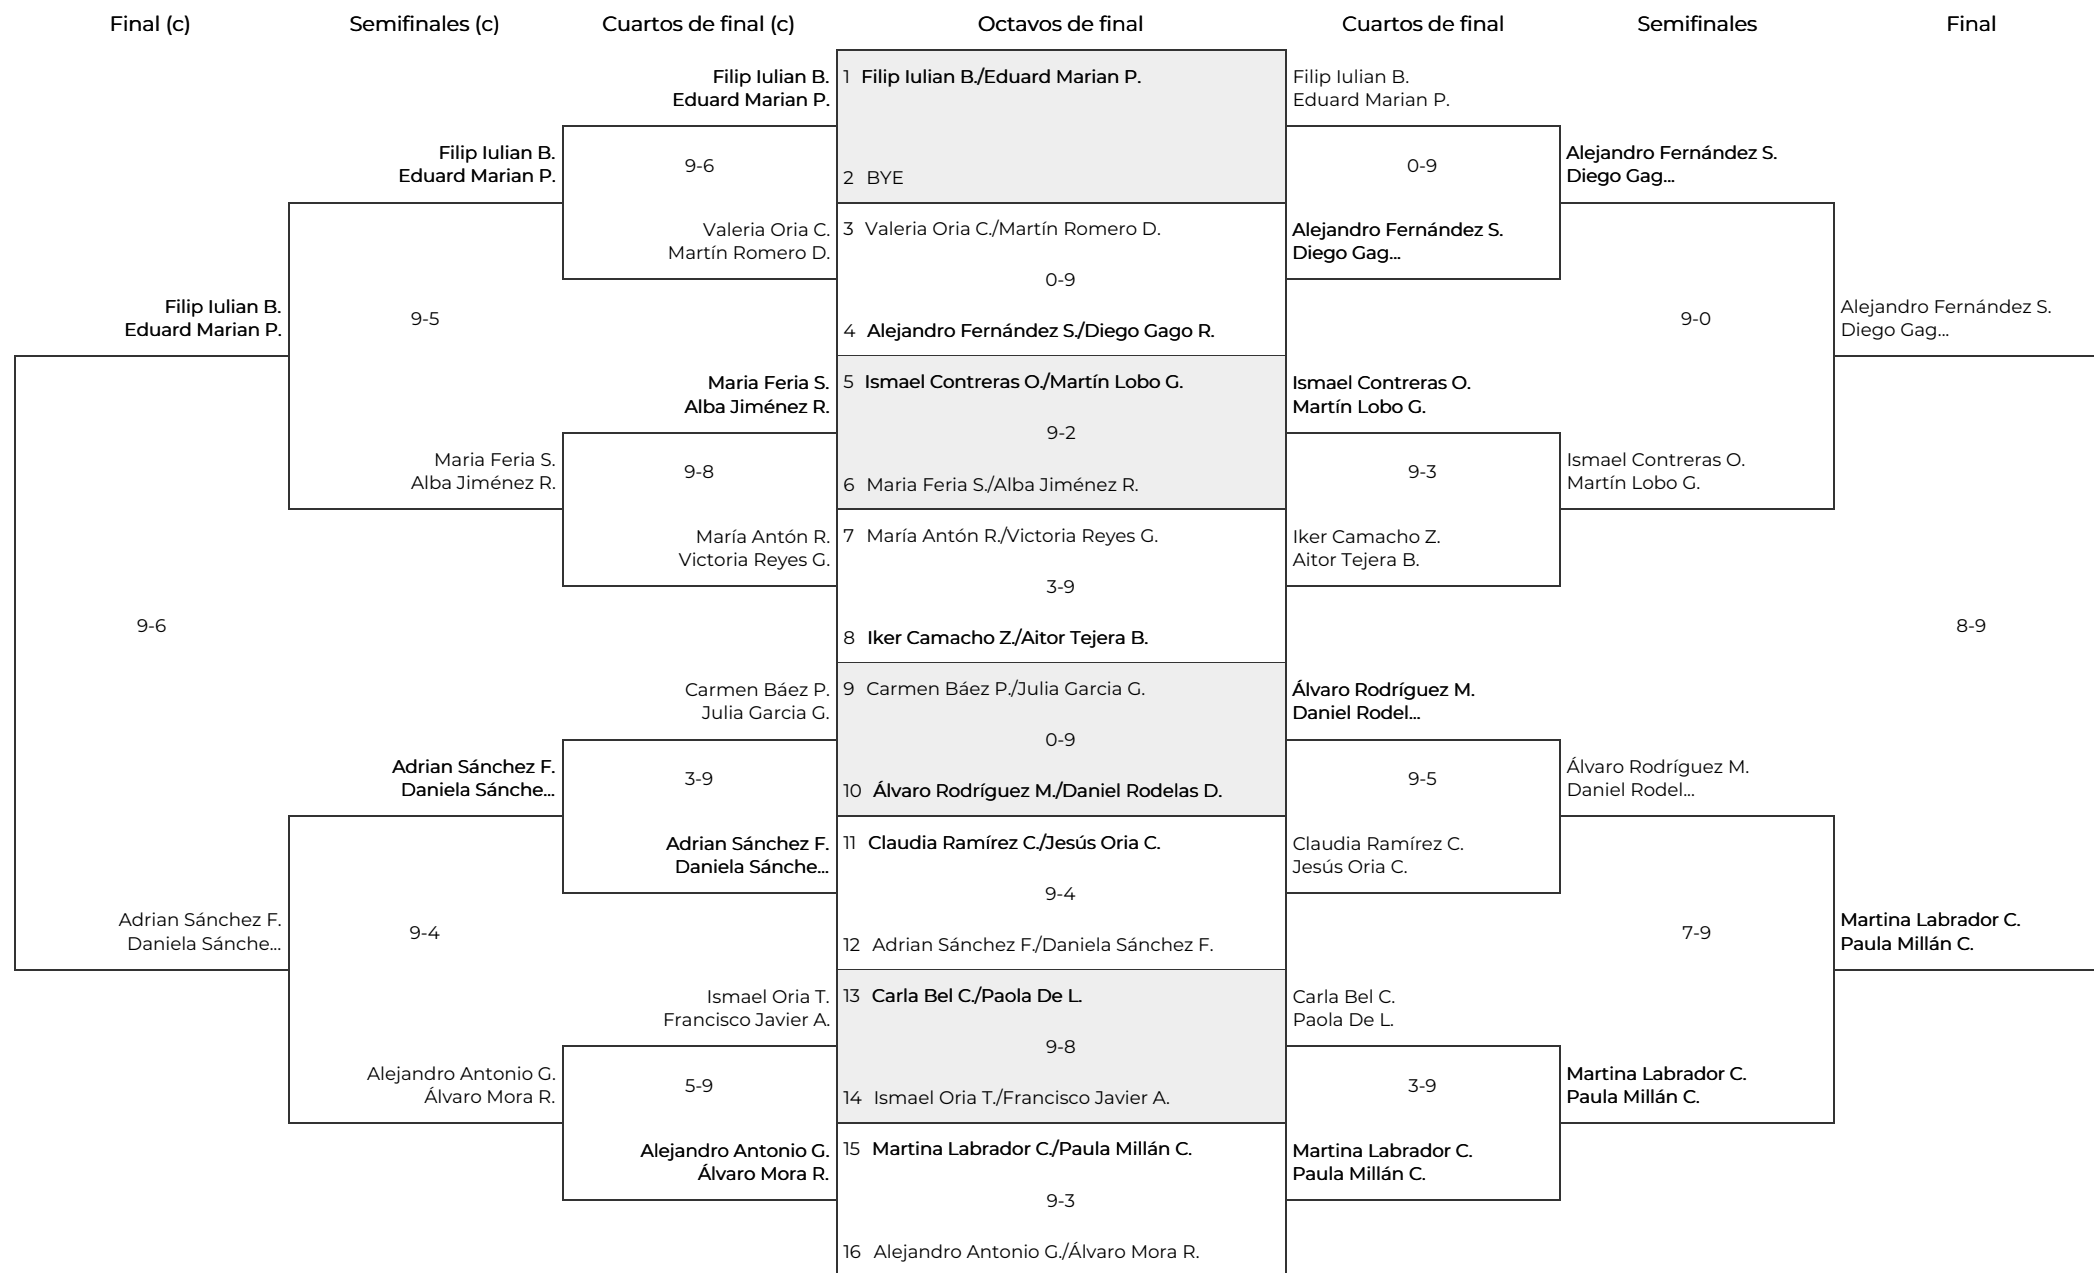 Final (c)
Semifinales (c)
Cuartos de final (c)
Octavos de final
Cuartos de final
Semifinales
Final
Filip Iulian B.
Eduard Marian P.
9-6
Adrian Sánchez F.
Daniela Sánche...
Filip Iulian B.
Eduard Marian P.
9-5
Maria Feria S.
Alba Jiménez R.
Adrian Sánchez F.
Daniela Sánche...
9-4
Alejandro Antonio G.
Álvaro Mora R.
Filip Iulian B.
Eduard Marian P.
9-6
Valeria Oria C.
Martín Romero D.
Maria Feria S.
Alba Jiménez R.
9-8
María Antón R.
Victoria Reyes G.
Carmen Báez P.
Julia Garcia G.
3-9
Adrian Sánchez F.
Daniela Sánche...
Ismael Oria T.
Francisco Javier A.
5-9
Alejandro Antonio G.
Álvaro Mora R.
1 Filip Iulian B./Eduard Marian P.
2 BYE
3 Valeria Oria C./Martín Romero D.
0-9
4 Alejandro Fernández S./Diego Gago R.
5 Ismael Contreras O./Martín Lobo G.
9-2
6 Maria Feria S./Alba Jiménez R.
7 María Antón R./Victoria Reyes G.
3-9
8 Iker Camacho Z./Aitor Tejera B.
9 Carmen Báez P./Julia Garcia G.
0-9
10 Álvaro Rodríguez M./Daniel Rodelas D.
11 Claudia Ramírez C./Jesús Oria C.
9-4
12 Adrian Sánchez F./Daniela Sánchez F.
13 Carla Bel C./Paola De L.
9-8
14 Ismael Oria T./Francisco Javier A.
15 Martina Labrador C./Paula Millán C.
9-3
16 Alejandro Antonio G./Álvaro Mora R.
Filip Iulian B.
Eduard Marian P.
0-9
Alejandro Fernández S.
Diego Gag...
Ismael Contreras O.
Martín Lobo G.
9-3
Iker Camacho Z.
Aitor Tejera B.
Álvaro Rodríguez M.
Daniel Rodel...
9-5
Claudia Ramírez C.
Jesús Oria C.
Carla Bel C.
Paola De L.
3-9
Martina Labrador C.
Paula Millán C.
Alejandro Fernández S.
Diego Gag...
9-0
Ismael Contreras O.
Martín Lobo G.
Álvaro Rodríguez M.
Daniel Rodel...
7-9
Martina Labrador C.
Paula Millán C.
Alejandro Fernández S.
Diego Gag...
8-9
Martina Labrador C.
Paula Millán C.